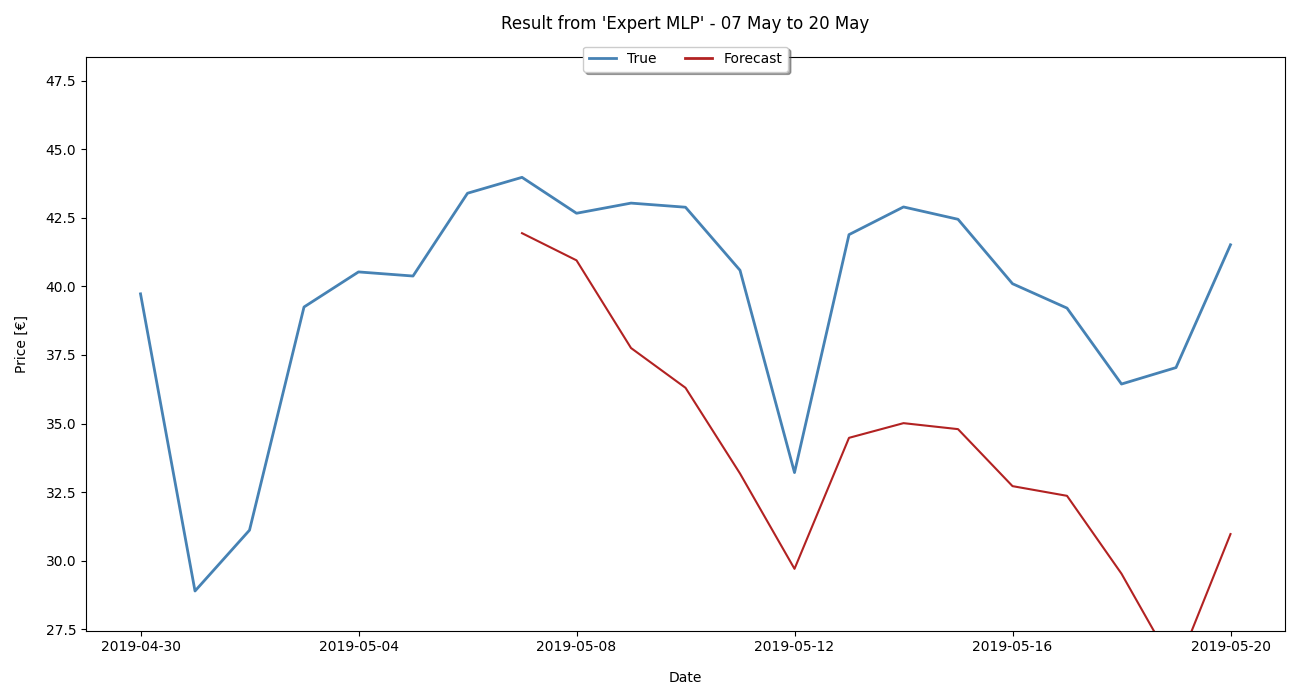 Result from 'Expert MLP' - 07 May to 20 May
True Forecast
47.5
45.0
42.5
40.0
37.5
35.0
32.5
30.0
27.5
Price [€]
2019-04-30 2019-05-04 2019-05-08 2019-05-12 2019-05-16 2019-05-20
Date